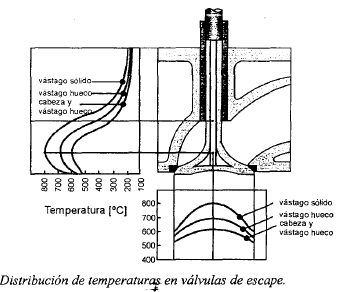 vástago sólido
vástago hueco
cabeza y
vástago hueco
800 700 600 500 400 300 200 100
Temperatura [ºC]
800
700
600
500
400
vástago sólido
vástago hueco
cabeza y
vástago hueco
Distribución de temperaturas en válvulas de escape.